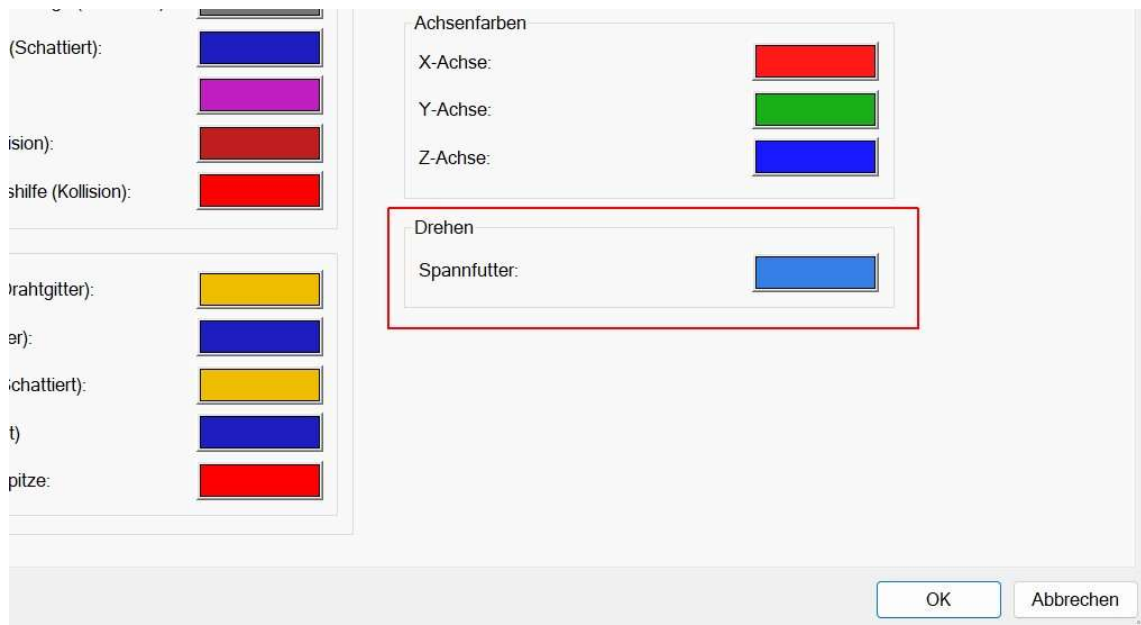 (Schattiert):
ision):
shilfe (Kollision):
Drahtgitter):
er):
chattiert):
t)
pitze:
Achsenfarben
X-Achse:
Y-Achse:
Z-Achse:
Drehen
Spannfutter:
OK
Abbrechen